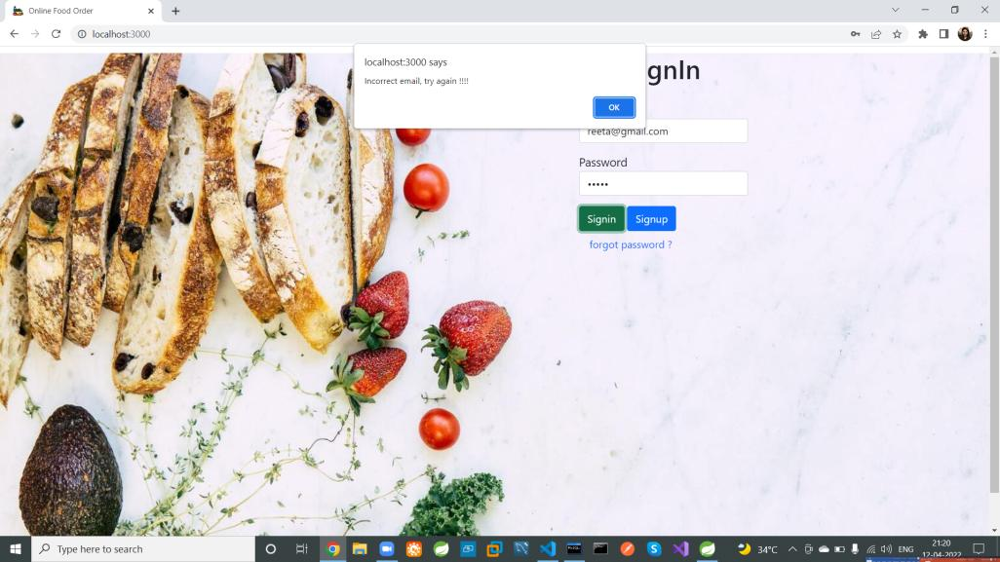 Online Food Order
localhost:3000
localhost:3000 says
Incorrect email, try again !!!!
OK
gnIn
reeta@gmail.com
Password
•••••
Signin
Signup
forgot password ?
Type here to search
34°C
ENG
21:20
12-04-2022